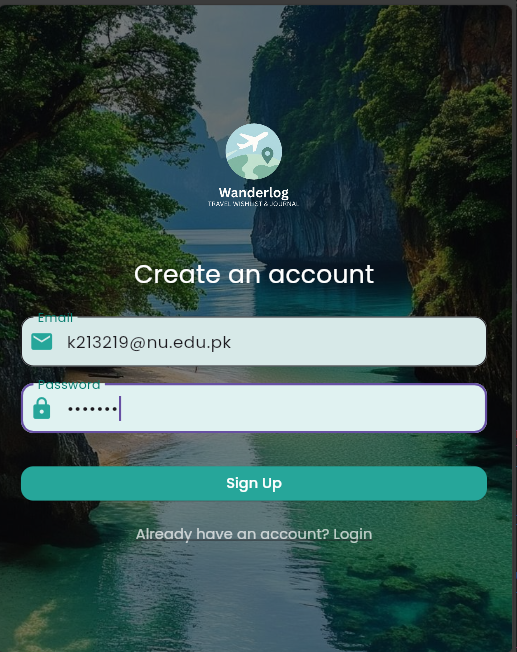 Wanderlog
TRAVEL WISHLIST & JOURNAL
Create an account
Email
k213219@nu.edu.pk
Password
•••••••
Sign Up
Already have an account? Login